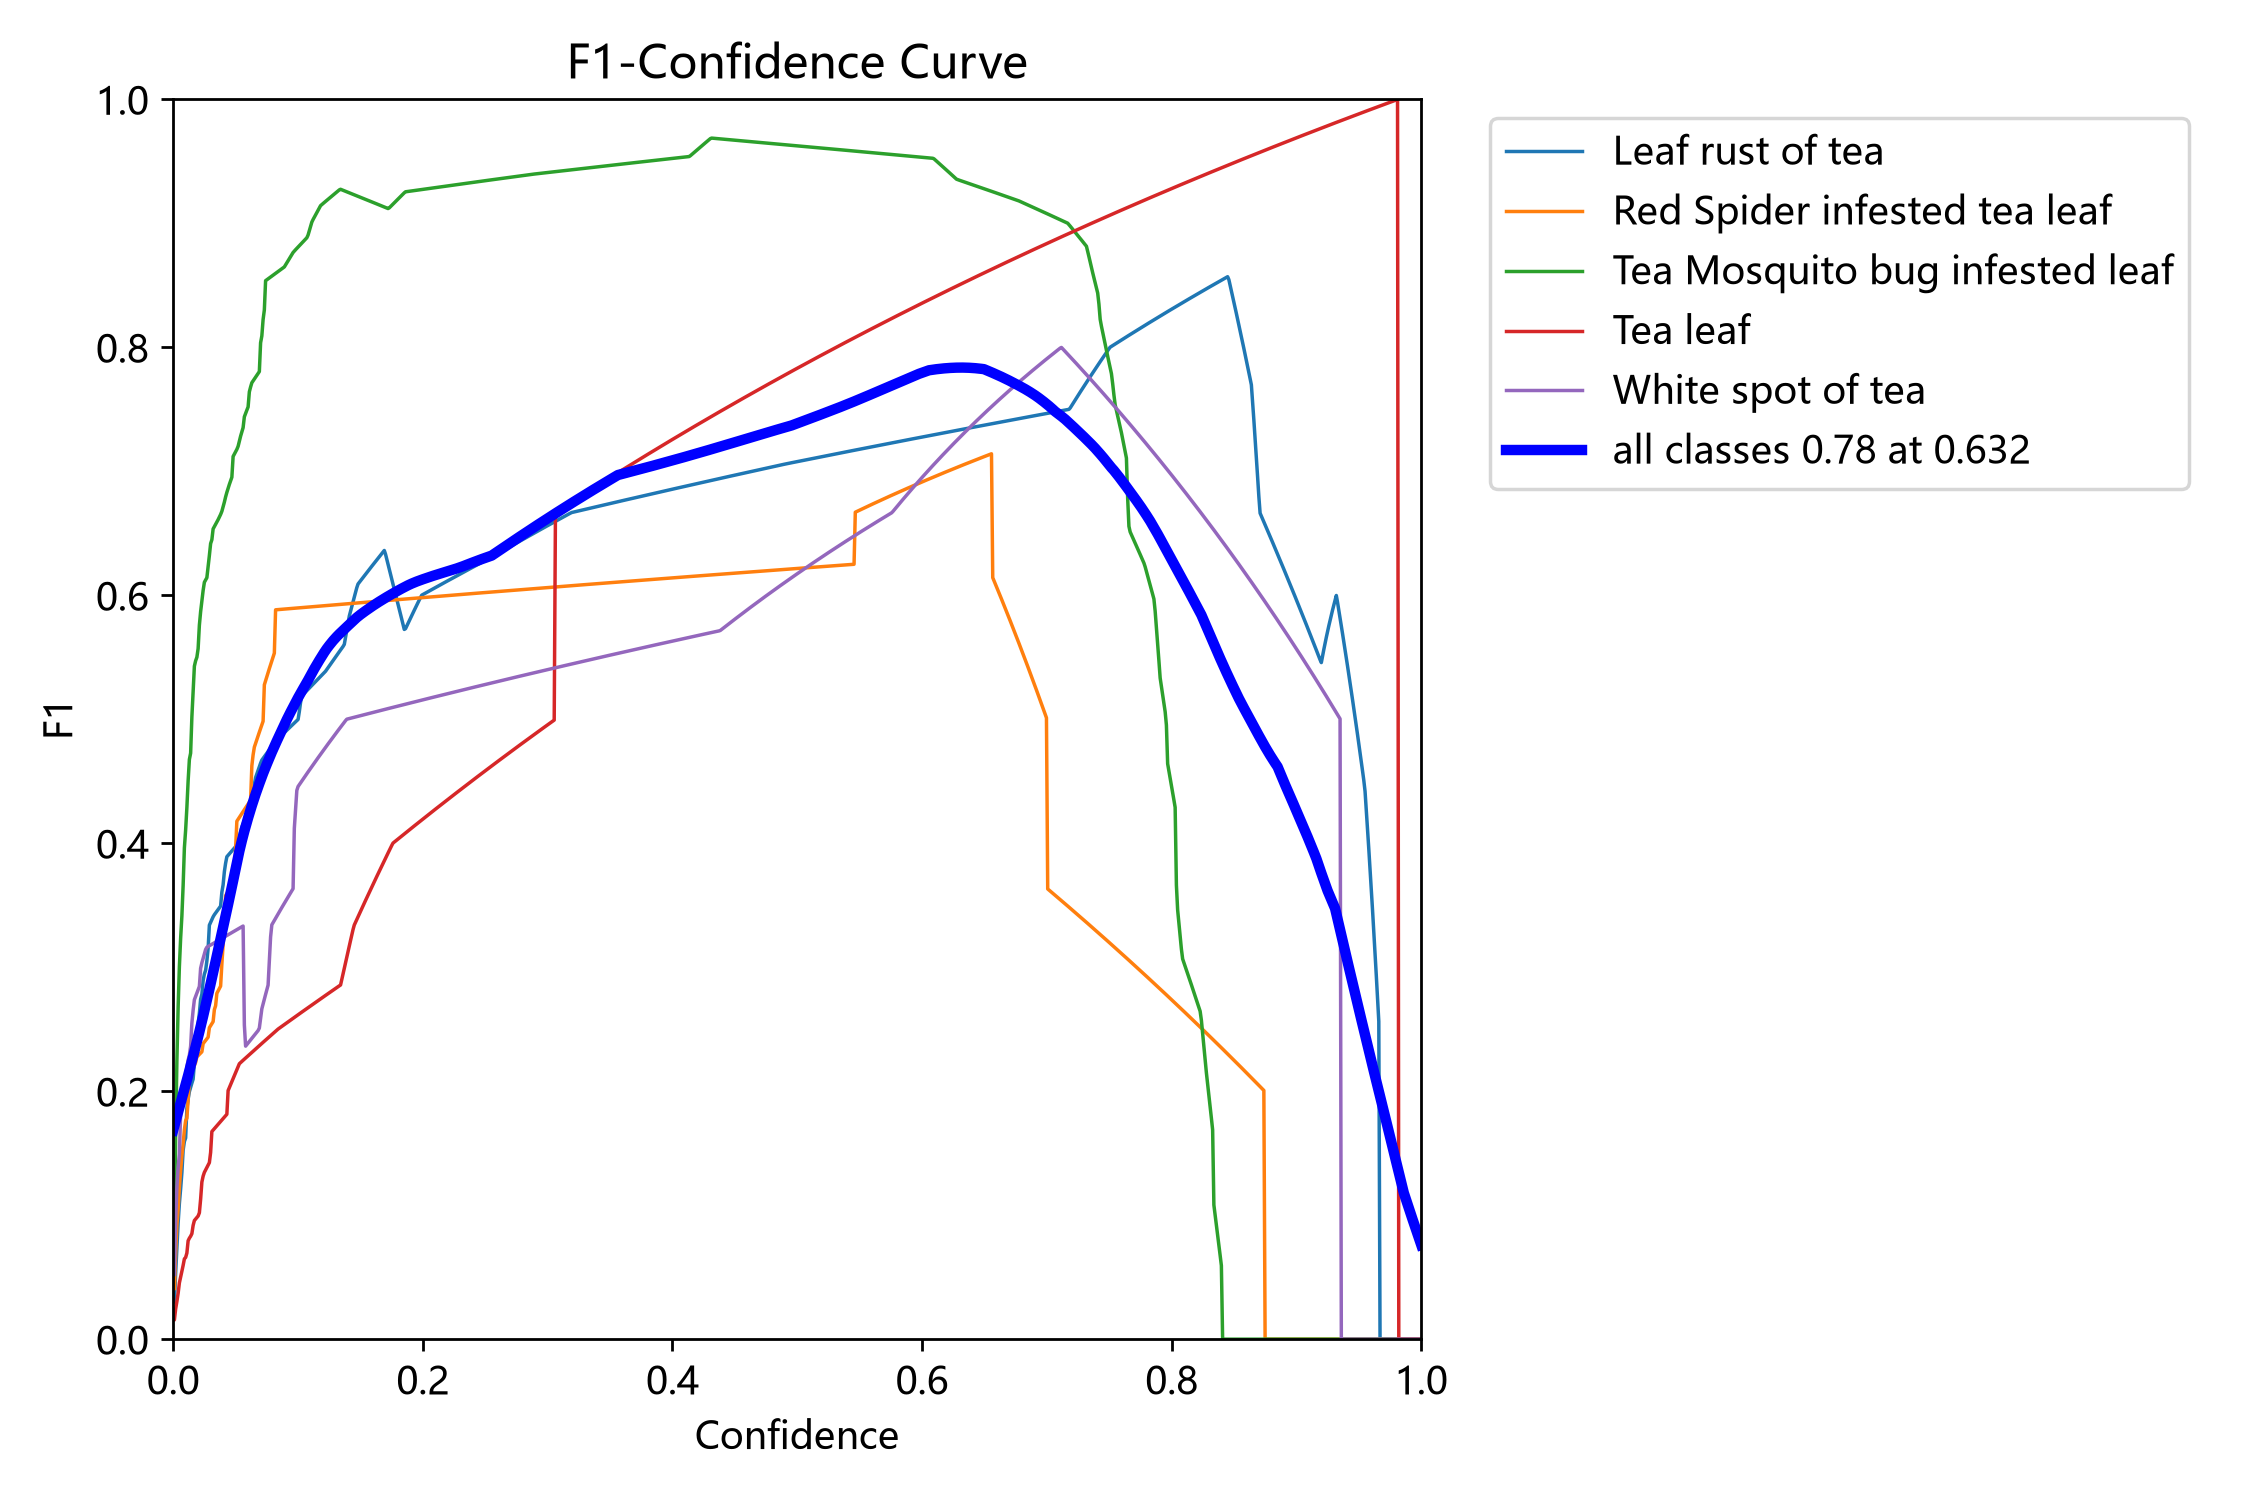 F1-Confidence Curve
1.0
0.8
0.6
0.4
0.2
0.0
F1
0.0 0.2 0.4 0.6 0.8 1.0
Confidence
Leaf rust of tea
Red Spider infested tea leaf
Tea Mosquito bug infested leaf
Tea leaf
White spot of tea
all classes 0.78 at 0.632